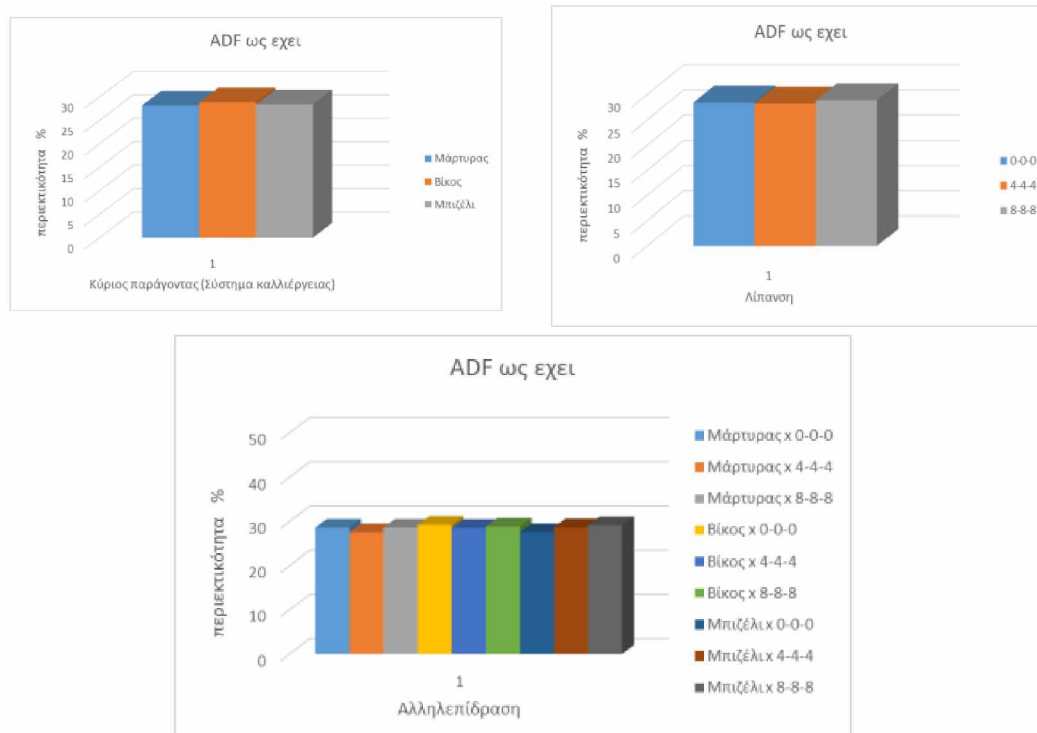 ADF ως εχει
περιεκτικότητα %
30
25
20
15
10
5
0
1
Κύριος παράγοντας (Σύστημα καλλιέργειας)
Μάρτυρας
Βίκος
Μπιζέλι
ADF ως εχει
περιεκτικότητα %
30
25
20
15
10
5
0
1
Λίπανση
0-0-0
4-4-4
8-8-8
ADF ως εχει
περιεκτικότητα %
50
40
30
20
10
0
1
Αλληλεπίδραση
Μάρτυρας x 0-0-0
Μάρτυρας x 4-4-4
Μάρτυρας x 8-8-8
Βίκος x 0-0-0
Βίκος x 4-4-4
Βίκος x 8-8-8
Μπιζέλι x 0-0-0
Μπιζέλι x 4-4-4
Μπιζέλι x 8-8-8